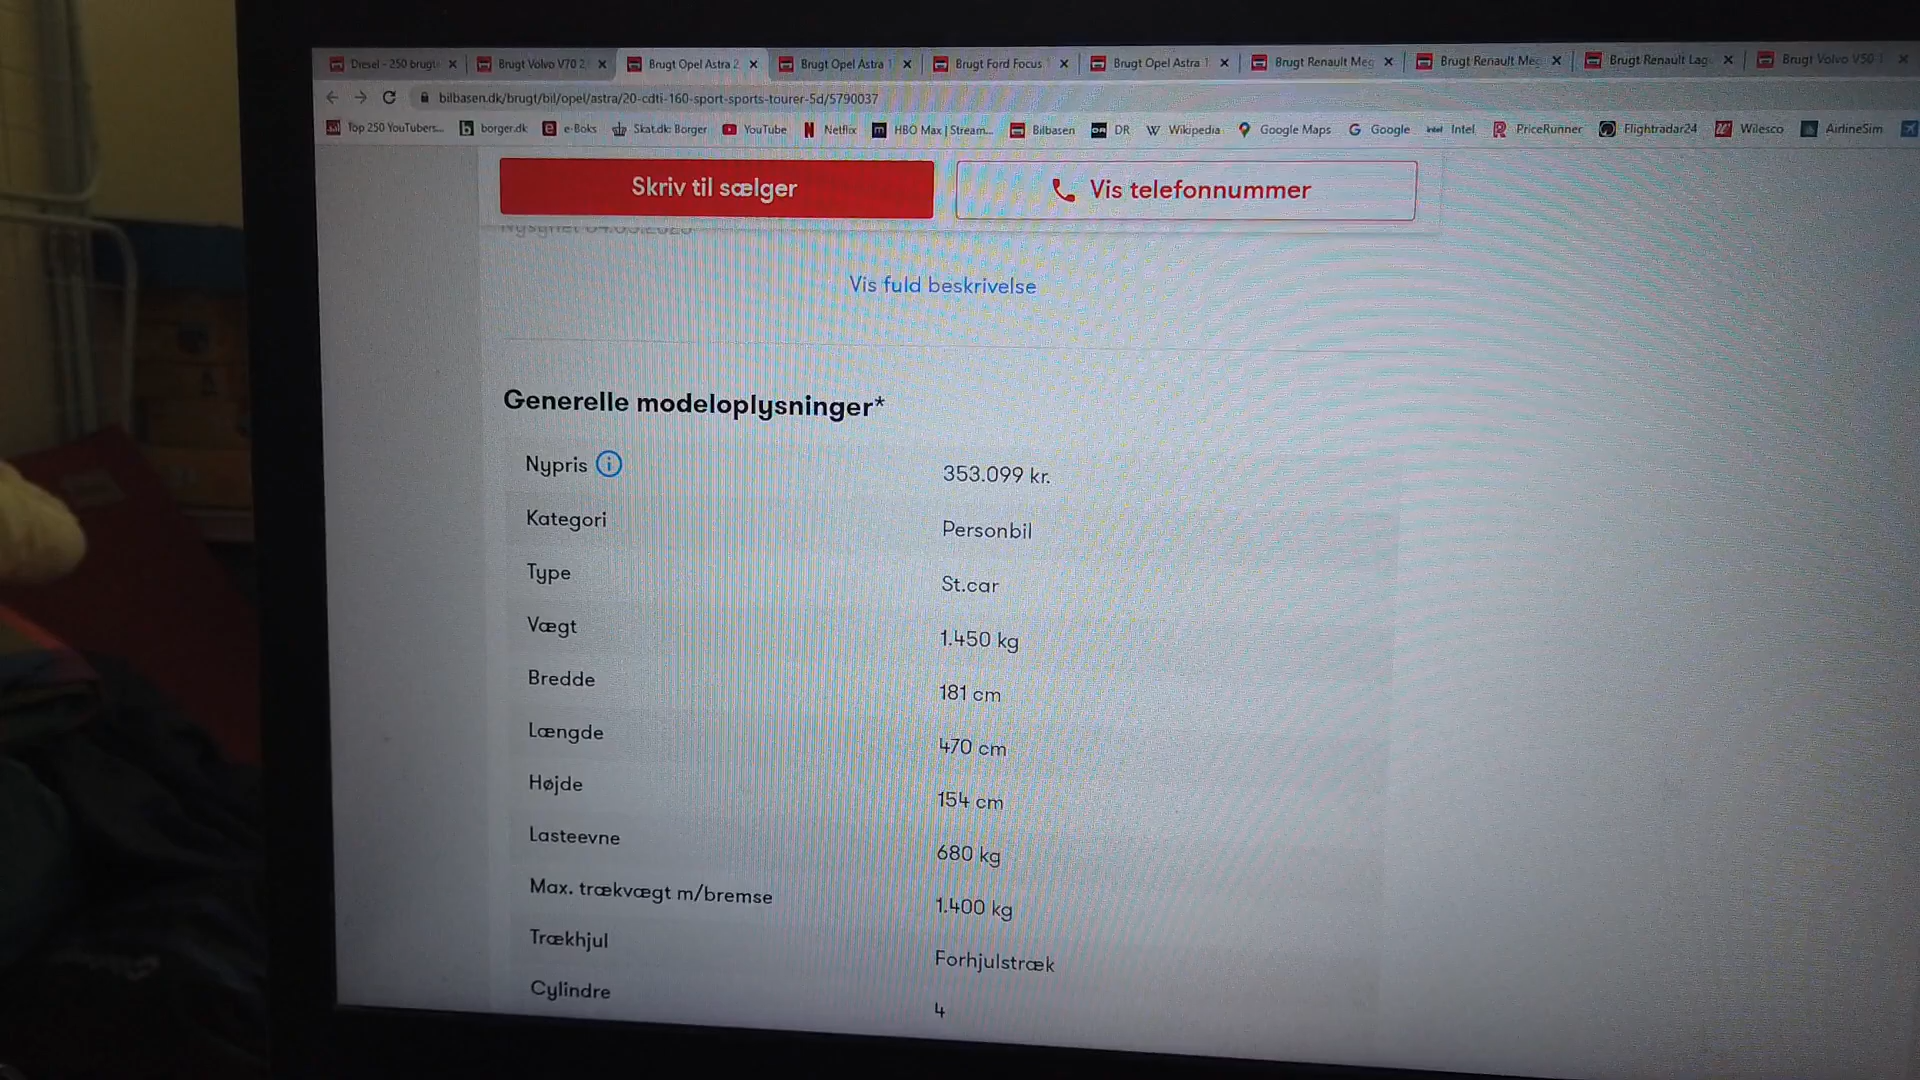 Diesel - 250 brugte Brugt Volvo V70 2, Brugt Opel Astra 2, Brugt Opel Astra 1 Brugt Ford Focus Brugt Opel Astra 1 Brugt Renault Meg Brugt Renault Meg Brugt Renault Lag Brugt Volvo V50
bilbasen.dk/brugt/bil/opel/astra/20-cdti-160-sport-sports-tourer-5d/5790037
Top 250 YouTubers... borger.dk e-Boks Skat.dk: Borger YouTube Netflix HBO Max | Stream... Bilbasen DR Wikipedia Google Maps Google Intel PriceRunner Flightradar24 Wilesco AirlineSim
Skriv til sælger Vis telefonnummer
Vis fuld beskrivelse
Generelle modeloplysninger*
Nypris 353.099 kr.
Kategori Personbil
Type St.car
Vægt 1.450 kg
Bredde 181 cm
Længde 470 cm
Højde 154 cm
Lasteevne 680 kg
Max. trækvægt m/bremse 1.400 kg
Trækhjul Forhjulstræk
Cylindre 4